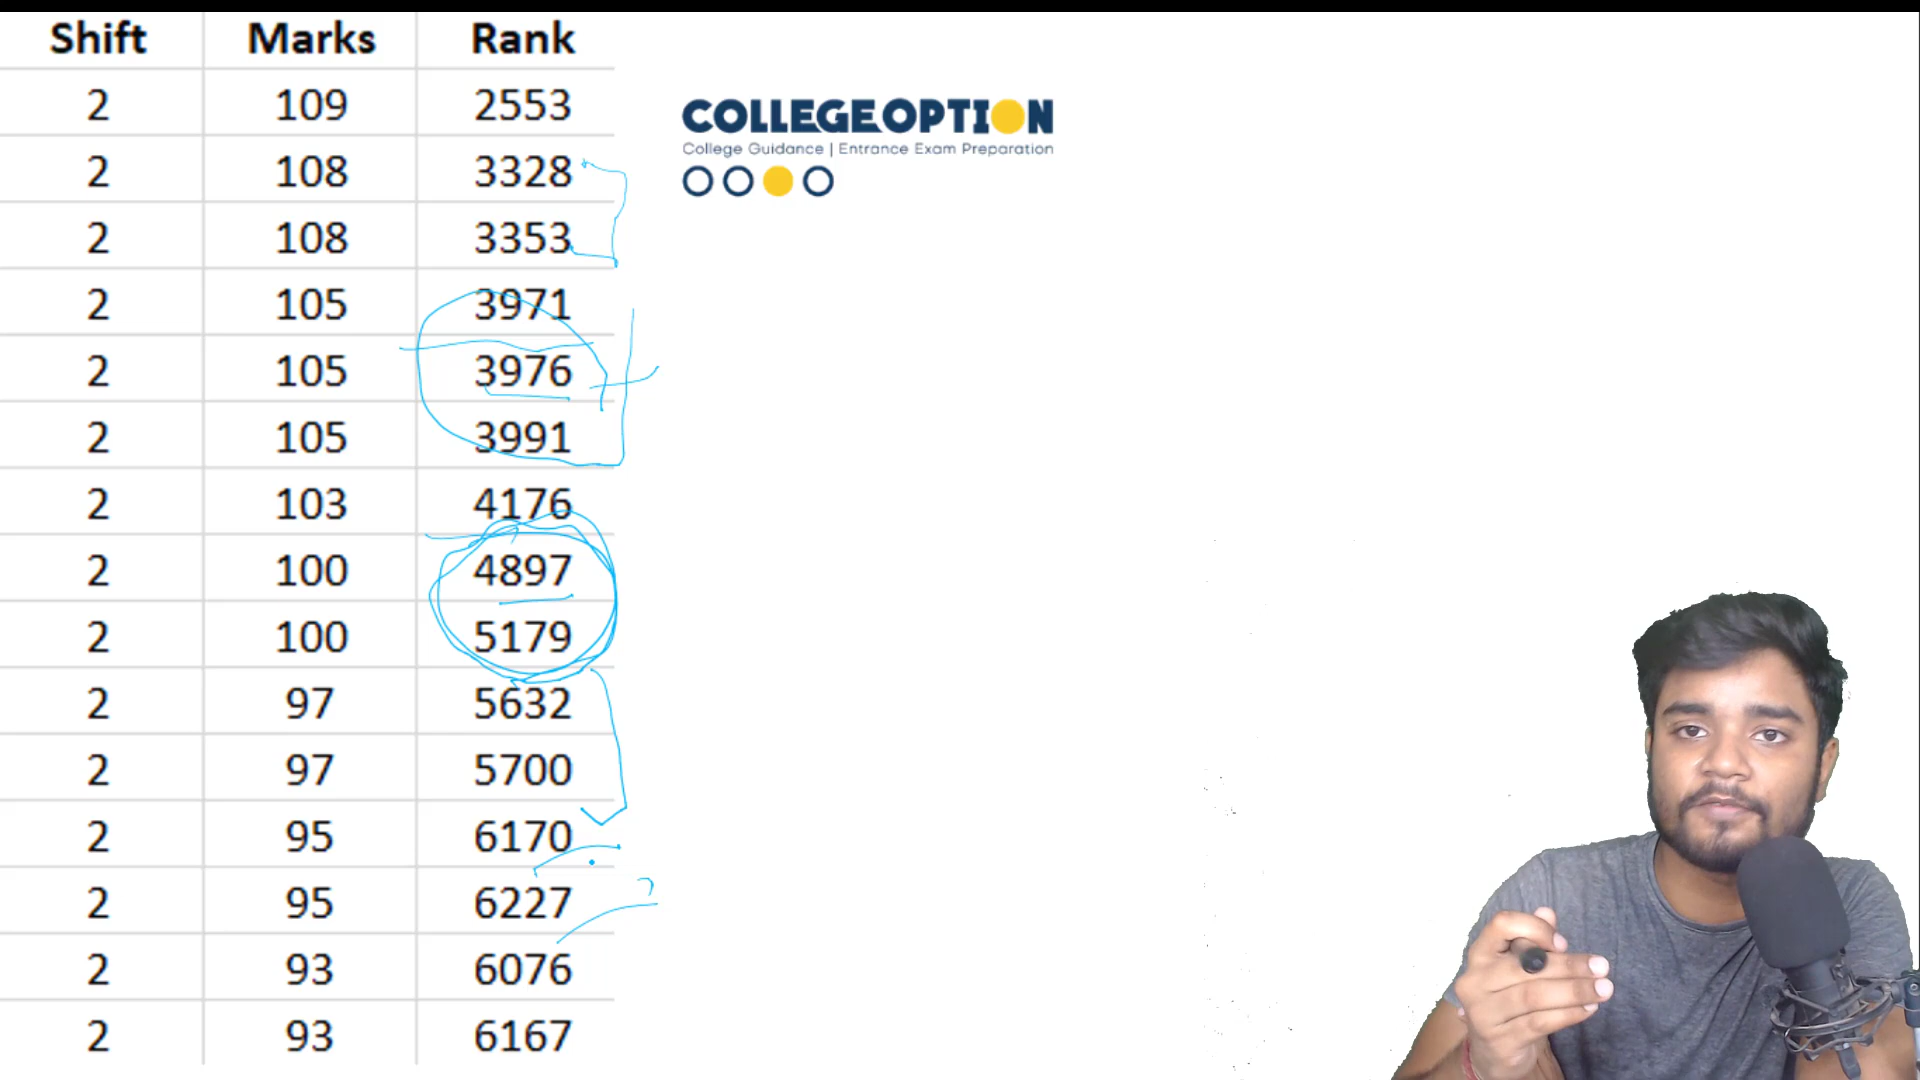 Shift Marks Rank
2 109 2553
2 108 3328
2 108 3353
2 105 3971
2 105 3976
2 105 3991
2 103 4176
2 100 4897
2 100 5179
2 97 5632
2 97 5700
2 95 6170
2 95 6227
2 93 6076
2 93 6167
COLLEGEOPTION
College Guidance | Entrance Exam Preparation